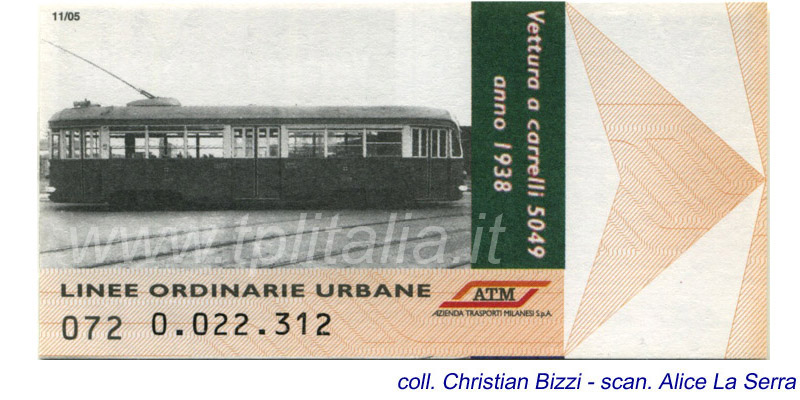 11/05
Vettura a carrelli 5049
anno 1938
www.tplitalia.it
LINEE ORDINARIE URBANE
ATM
AZIENDA TRASPORTI MILANESI S.p.A.
072 0.022.312
coll. Christian Bizzi - scan. Alice La Serra